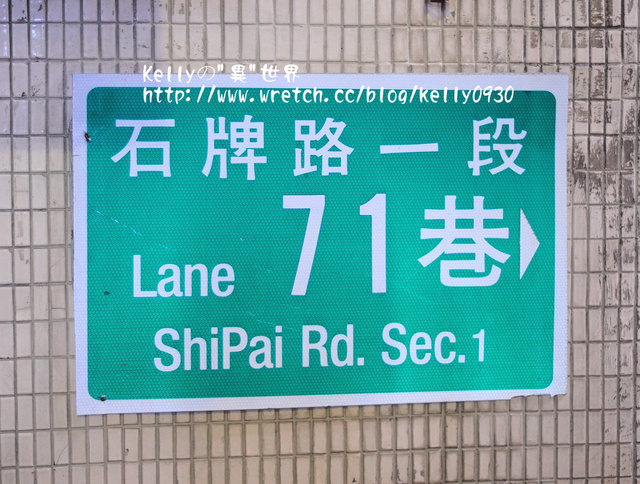 Kellyの"異"世界
http://www.wretch.cc/blog/kelly0930
石牌路一段
Lane 71巷
ShiPai Rd. Sec.1